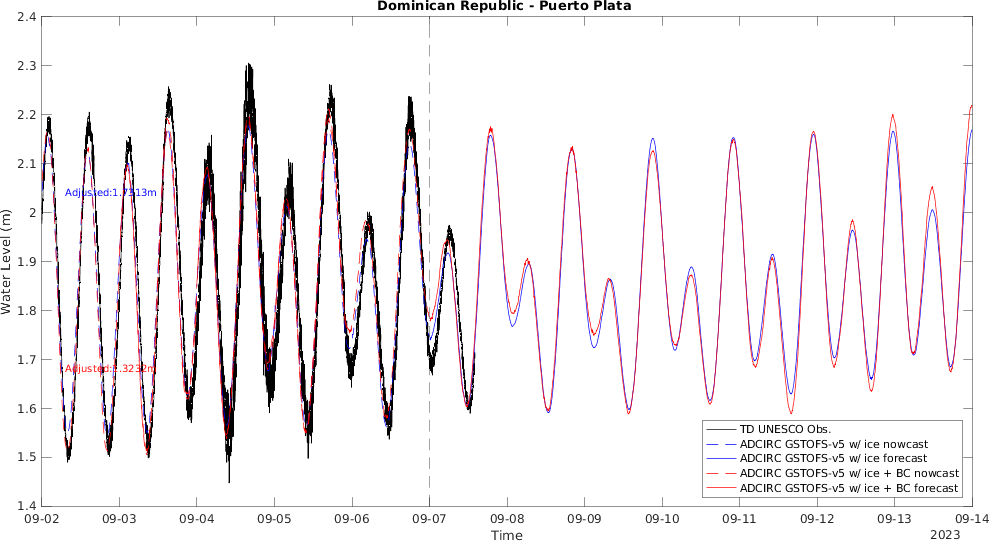 Dominican Republic - Puerto Plata
2.4
2.3
2.2
2.1
2
1.9
1.8
1.7
1.6
1.5
1.4
Water Level (m)
Adjusted:1.7313m
Adjusted:1.3232m
TD UNESCO Obs.
ADCIRC GSTOFS-v5 w/ ice nowcast
ADCIRC GSTOFS-v5 w/ ice forecast
ADCIRC GSTOFS-v5 w/ ice + BC nowcast
ADCIRC GSTOFS-v5 w/ ice + BC forecast
09-02 09-03 09-04 09-05 09-06 09-07 09-08 09-09 09-10 09-11 09-12 09-13 09-14
Time
2023